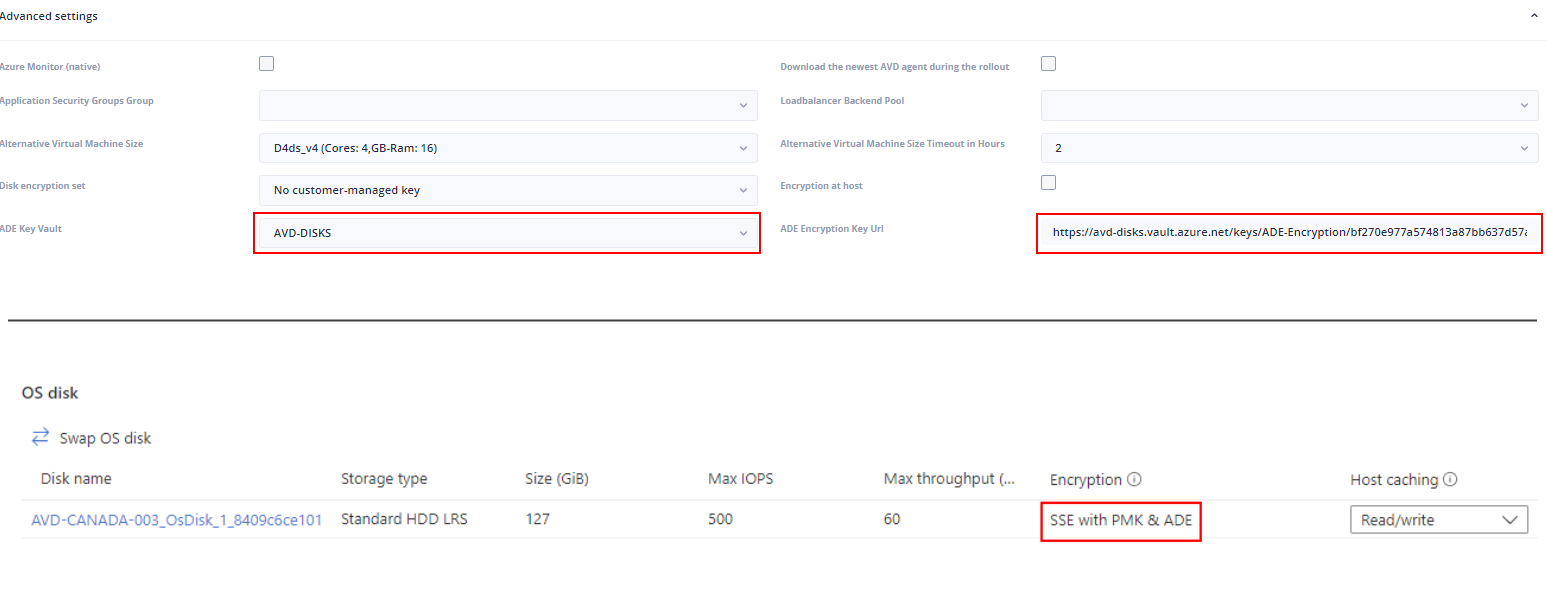 Advanced settings
Azure Monitor (native) Download the newest AVD agent during the rollout
Application Security Groups Group Loadbalancer Backend Pool
Alternative Virtual Machine Size D4ds_v4 (Cores: 4,GB-Ram: 16) Alternative Virtual Machine Size Timeout in Hours 2
Disk encryption set No customer-managed key Encryption at host
ADE Key Vault AVD-DISKS ADE Encryption Key Url https://avd-disks.vault.azure.net/keys/ADE-Encryption/bf270e977a574813a87bb637d57a
OS disk
Swap OS disk
Disk name Storage type Size (GiB) Max IOPS Max throughput (... Encryption Host caching
AVD-CANADA-003_OsDisk_1_8409c6ce101 Standard HDD LRS 127 500 60 SSE with PMK & ADE Read/write